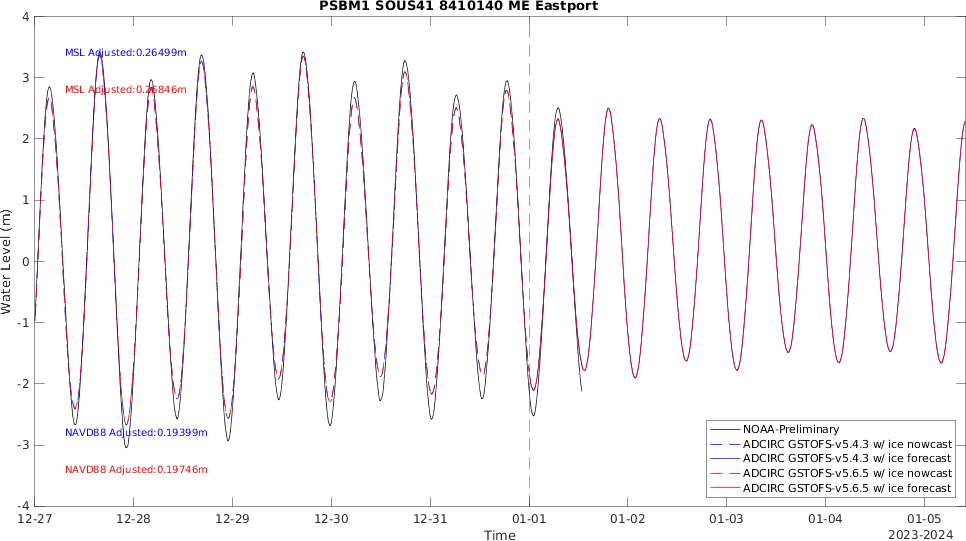 PSBM1 SOUS41 8410140 ME Eastport
4
3
2
1
0
-1
-2
-3
-4
Water Level (m)
MSL Adjusted:0.26499m
MSL Adjusted:0.26846m
NAVD88 Adjusted:0.19399m
NAVD88 Adjusted:0.19746m
NOAA-Preliminary
ADCIRC GSTOFS-v5.4.3 w/ ice nowcast
ADCIRC GSTOFS-v5.4.3 w/ ice forecast
ADCIRC GSTOFS-v5.6.5 w/ ice nowcast
ADCIRC GSTOFS-v5.6.5 w/ ice forecast
12-27 12-28 12-29 12-30 12-31 01-01 01-02 01-03 01-04 01-05
Time
2023-2024